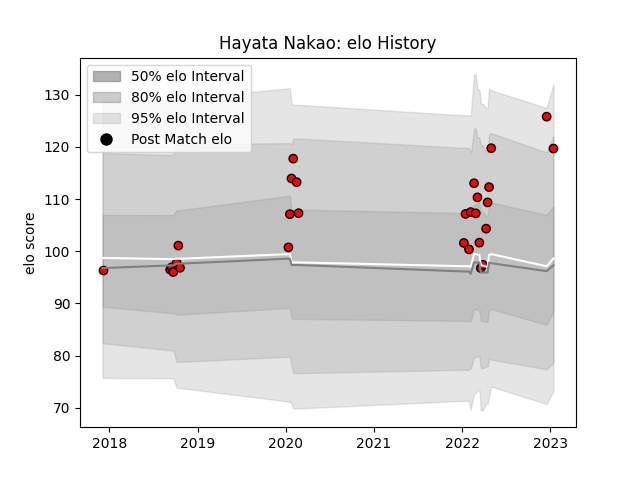 Hayata Nakao: elo History
50% elo Interval
80% elo Interval
95% elo Interval
Post Match elo
elo score
130
120
110
100
90
80
70
2018 2019 2020 2021 2022 2023